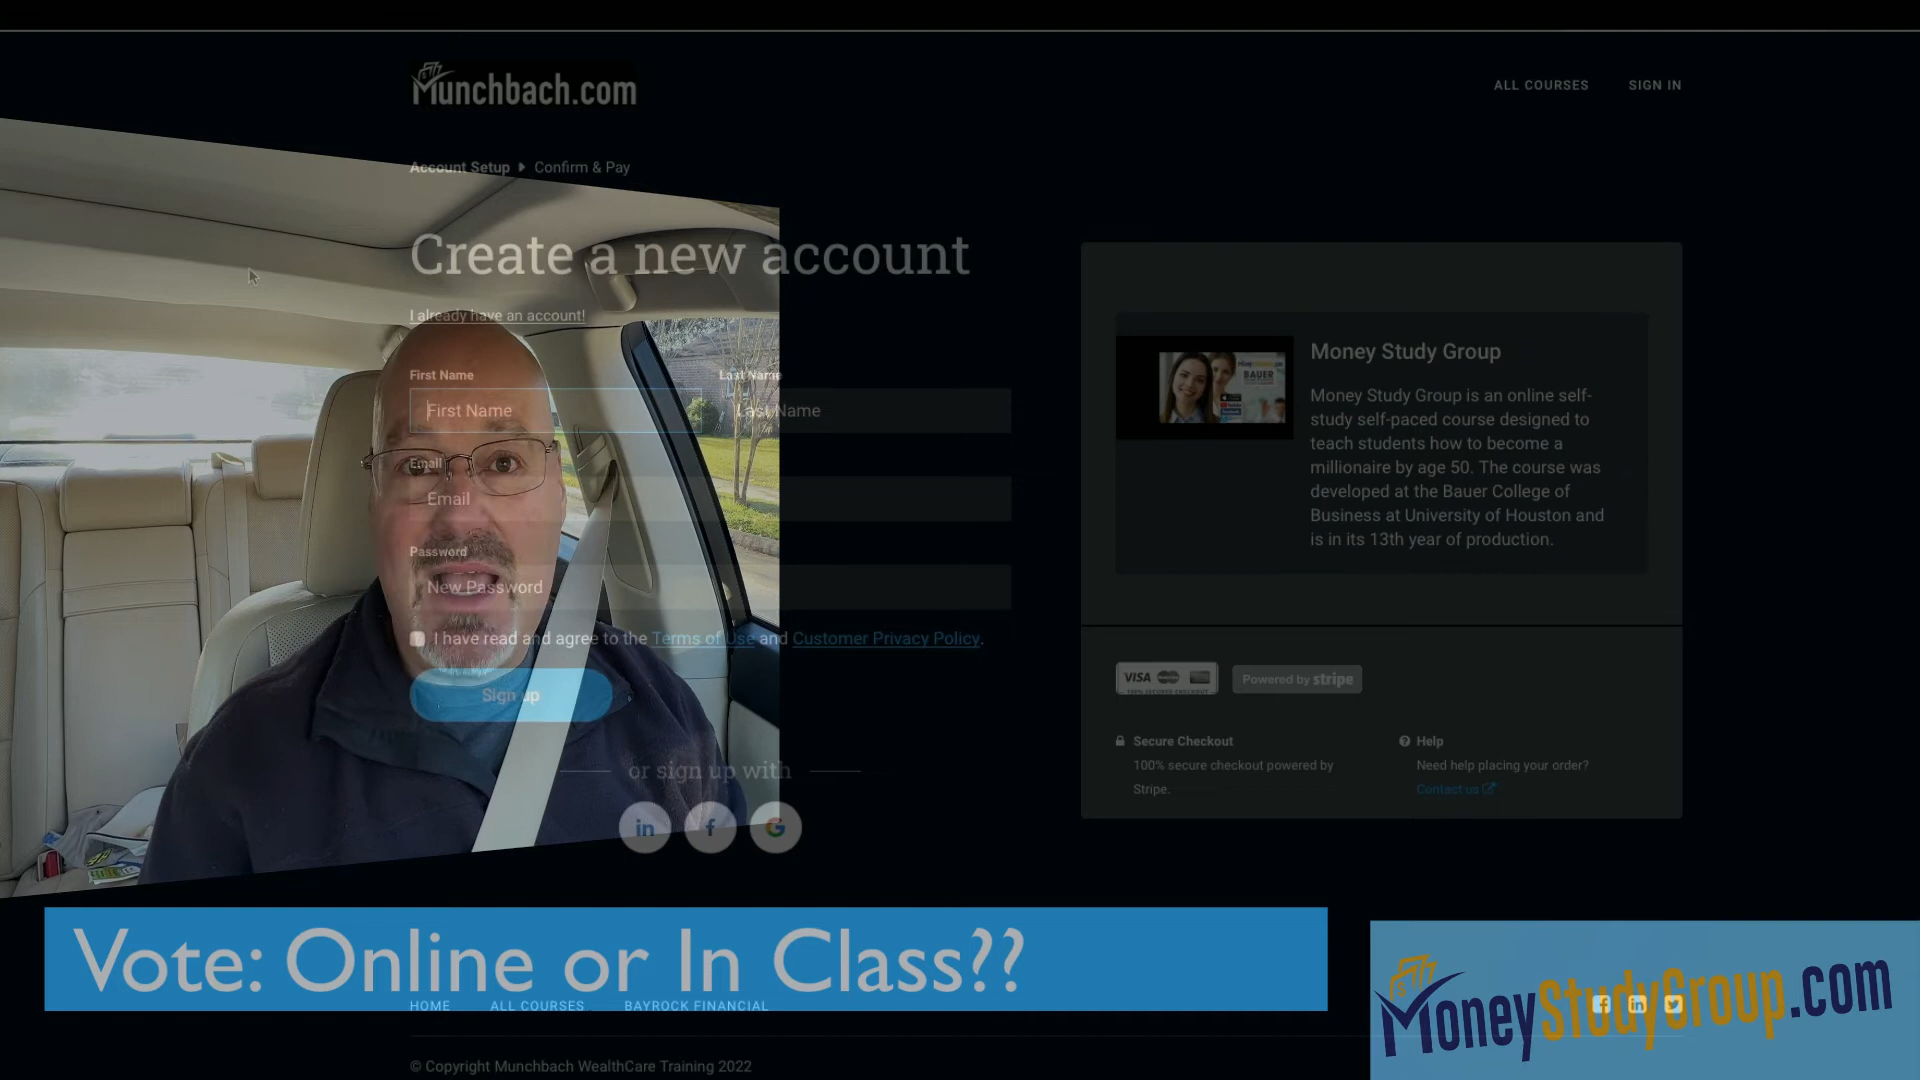 Munchbach.com
ALL COURSES
SIGN IN
Account Setup Confirm & Pay
Create a new account
I already have an account!
First Name
Last Name
First Name
Last Name
Email
Email
Password
New Password
I have read and agree to the Terms of Use and Customer Privacy Policy.
Sign up
or sign up with
in f G
BAUER
Money Study Group
Money Study Group is an online self-
study self-paced course designed to
teach students how to become a
millionaire by age 50. The course was
developed at the Bauer College of
Business at University of Houston and
is in its 13th year of production.
VISA
100% SECURE CHECKOUT
Powered by stripe
Secure Checkout
100% secure checkout powered by
Stripe.
Help
Need help placing your order?
Contact us
Vote: Online or In Class??
MoneyStudyGroup.com
HOME
ALL COURSES
BAYROCK FINANCIAL
© Copyright Munchbach WealthCare Training 2022